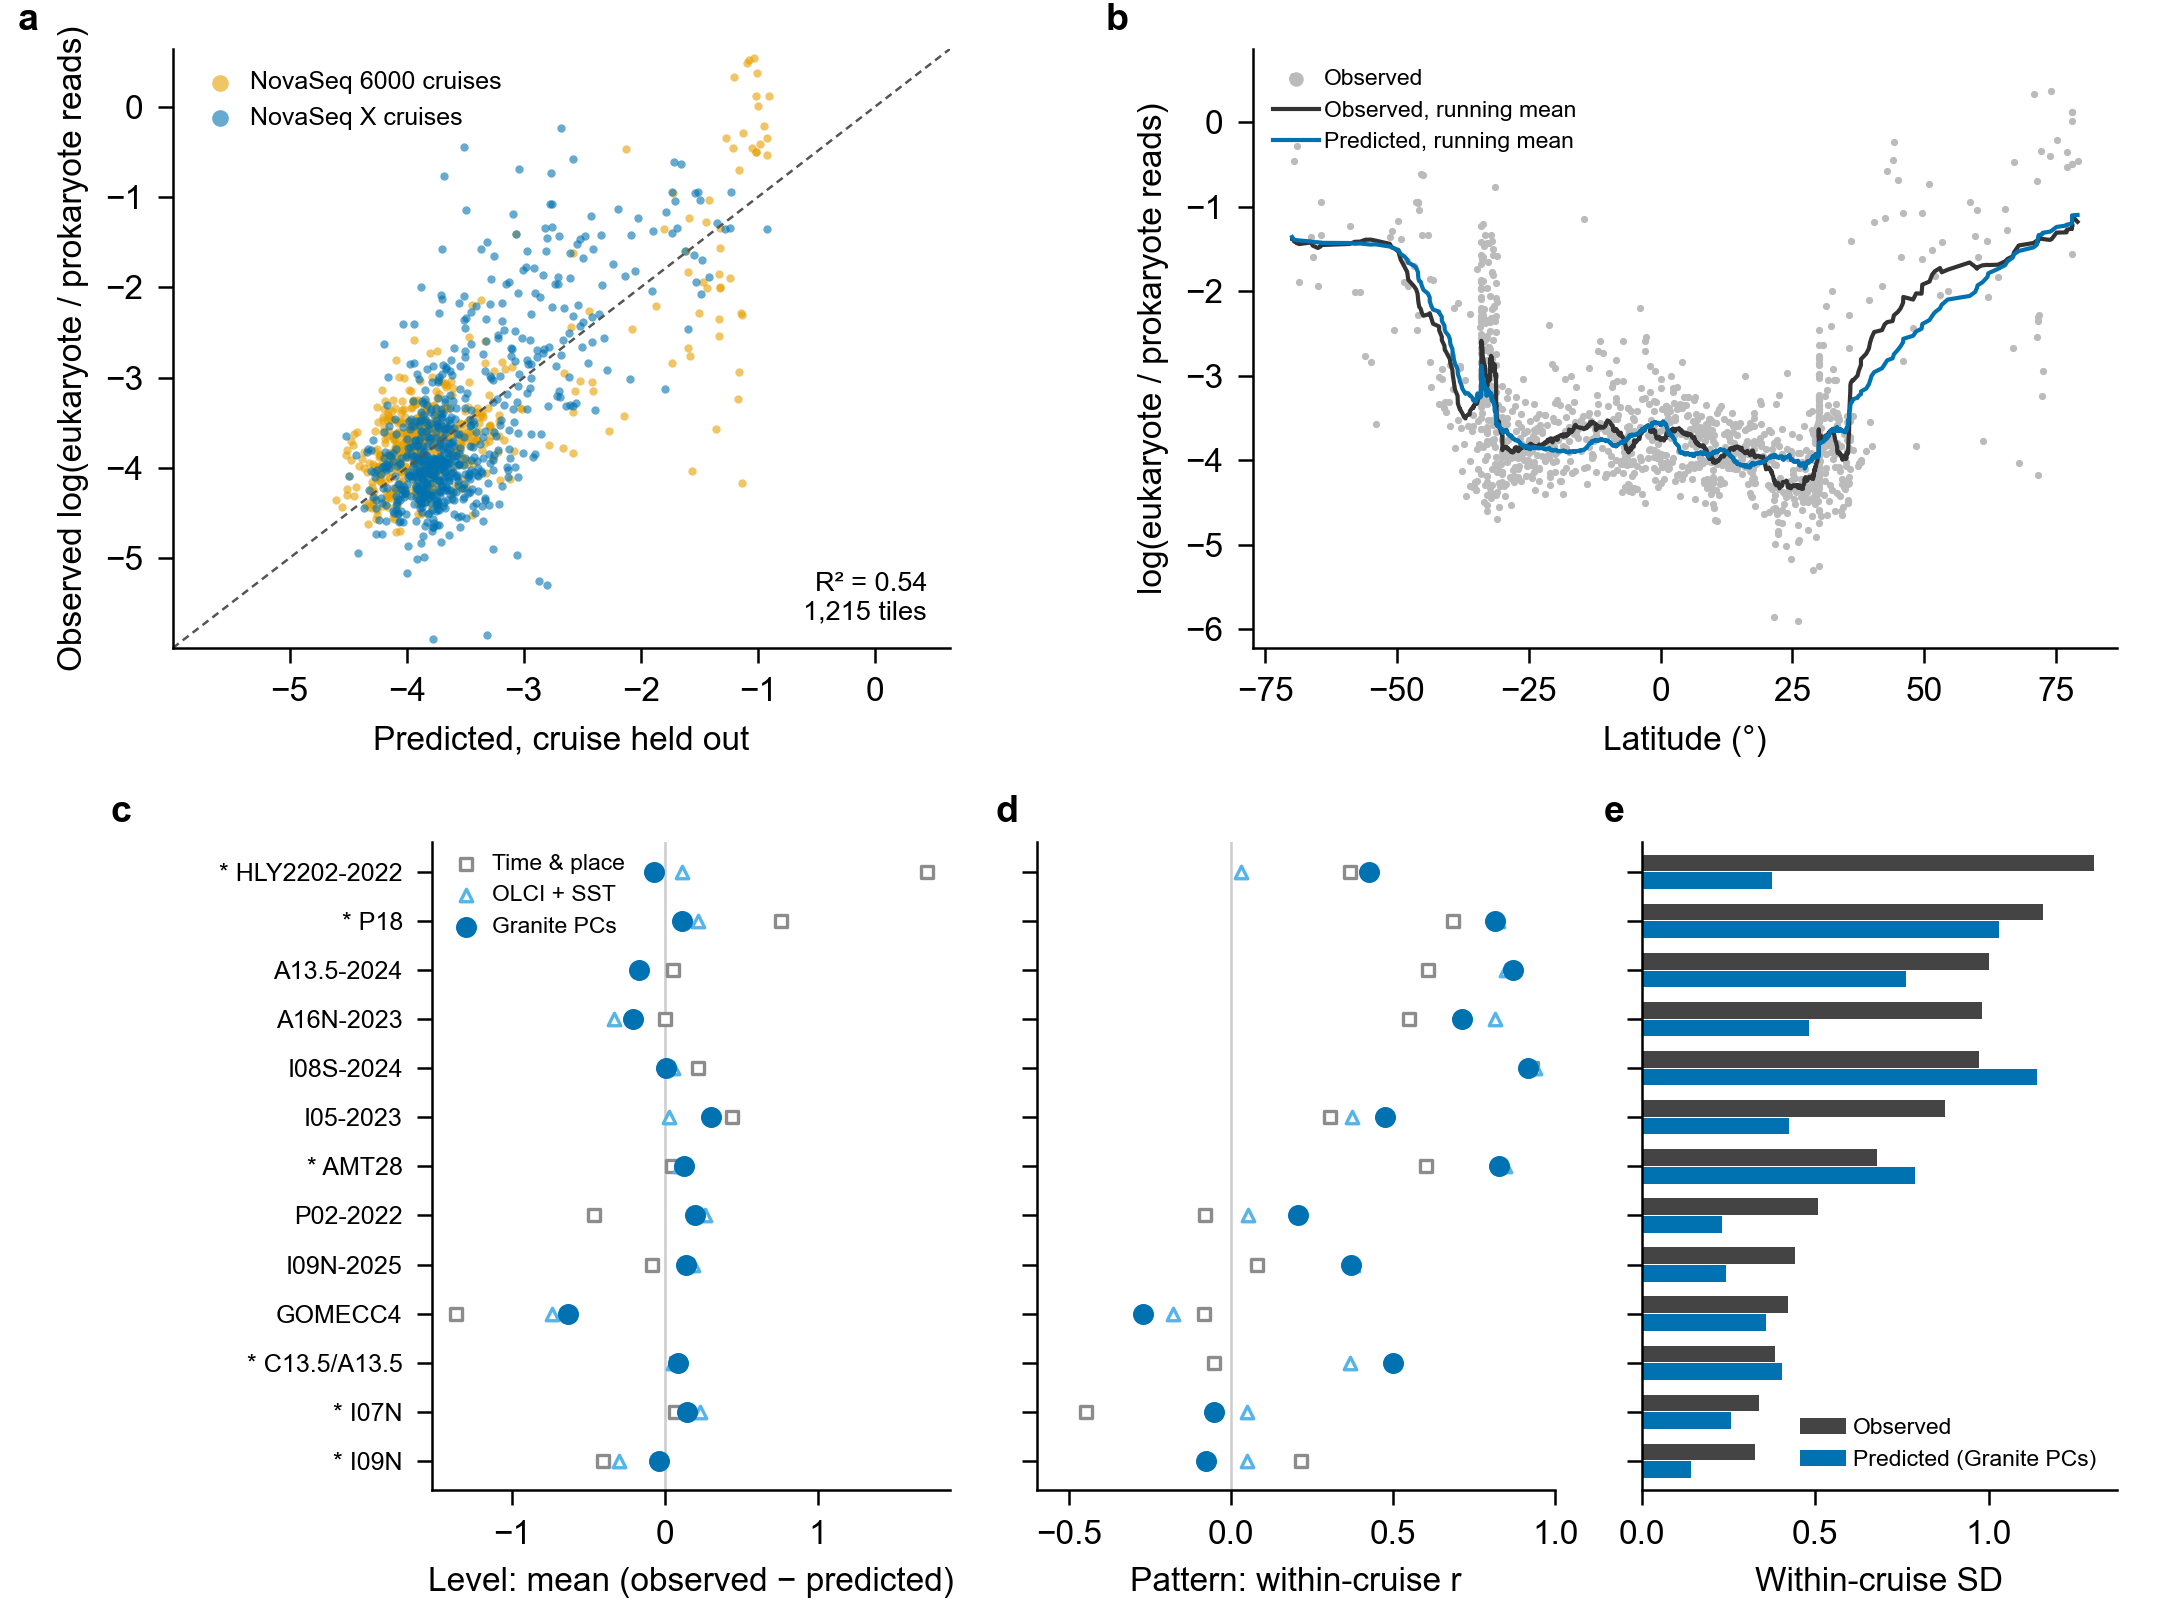 a
Observed log(eukaryote / prokaryote reads)
NovaSeq 6000 cruises
NovaSeq X cruises
0
−1
−2
−3
−4
−5
R² = 0.54
1,215 tiles
−5
−4
−3
−2
−1
0
Predicted, cruise held out
b
log(eukaryote / prokaryote reads)
Observed
Observed, running mean
Predicted, running mean
0
−1
−2
−3
−4
−5
−6
−75
−50
−25
0
25
50
75
Latitude (°)
c
Time & place
OLCI + SST
Granite PCs
* HLY2202-2022
* P18
A13.5-2024
A16N-2023
I08S-2024
I05-2023
* AMT28
P02-2022
I09N-2025
GOMECC4
* C13.5/A13.5
* I07N
* I09N
−1
0
1
Level: mean (observed − predicted)
d
−0.5
0.0
0.5
1.0
Pattern: within-cruise r
e
Observed
Predicted (Granite PCs)
0.0
0.5
1.0
Within-cruise SD